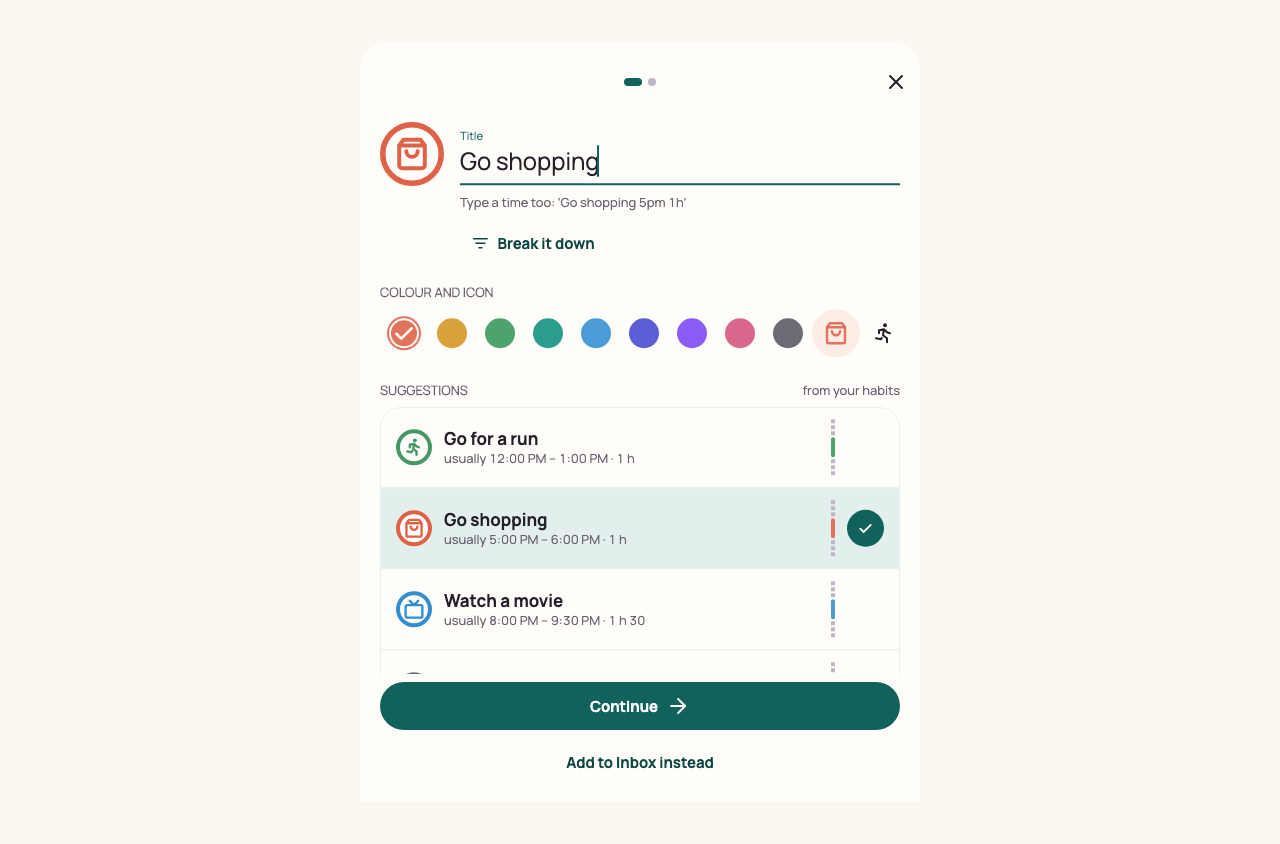 Title
Go shopping
Type a time too: 'Go shopping 5pm 1h'
Break it down
COLOUR AND ICON
SUGGESTIONS
from your habits
Go for a run
usually 12:00 PM – 1:00 PM · 1 h
Go shopping
usually 5:00 PM – 6:00 PM · 1 h
Watch a movie
usually 8:00 PM – 9:30 PM · 1 h 30
Continue
Add to Inbox instead